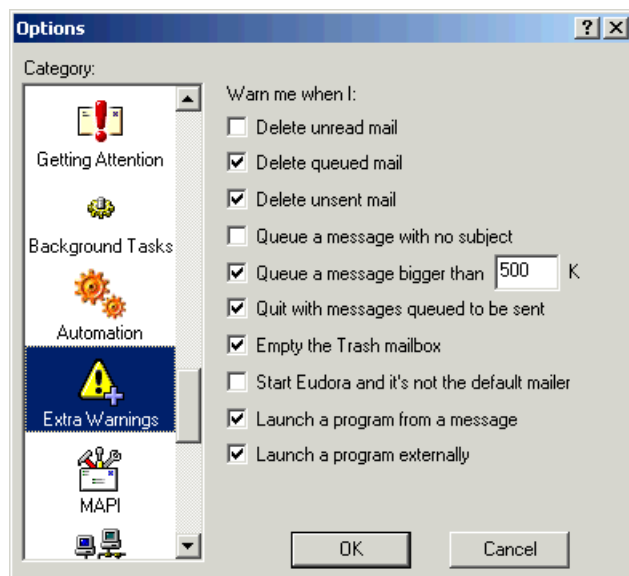 Options
Category:
Getting Attention
Background Tasks
Automation
Extra Warnings
MAPI
Warn me when I:
Delete unread mail
Delete queued mail
Delete unsent mail
Queue a message with no subject
Queue a message bigger than 500 K
Quit with messages queued to be sent
Empty the Trash mailbox
Start Eudora and it's not the default mailer
Launch a program from a message
Launch a program externally
OK
Cancel